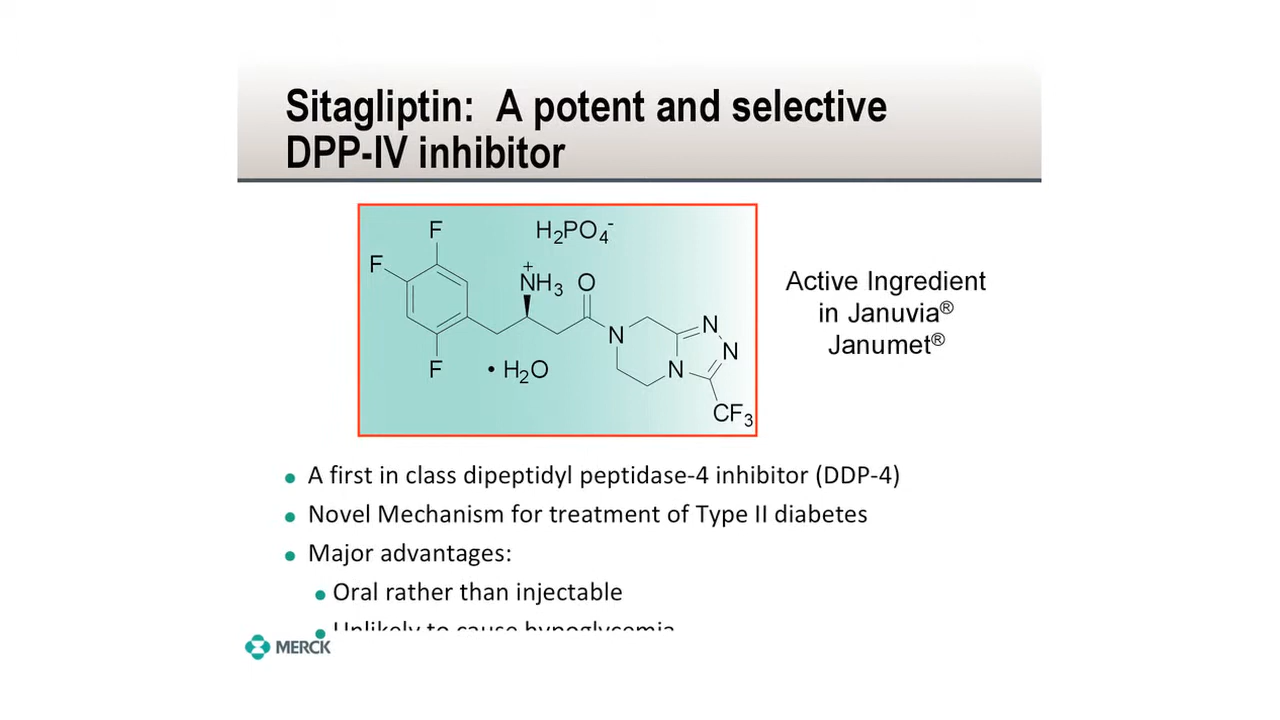 Sitagliptin: A potent and selective
DPP-IV inhibitor
F
H₂PO₄⁻
F
+
NH₃ O
N
N
N
F
• H₂O
N
CF₃
Active Ingredient
in Januvia®
Janumet®
• A first in class dipeptidyl peptidase-4 inhibitor (DDP-4)
• Novel Mechanism for treatment of Type II diabetes
• Major advantages:
• Oral rather than injectable
• Unlikely to cause hypoglycemia
MERCK